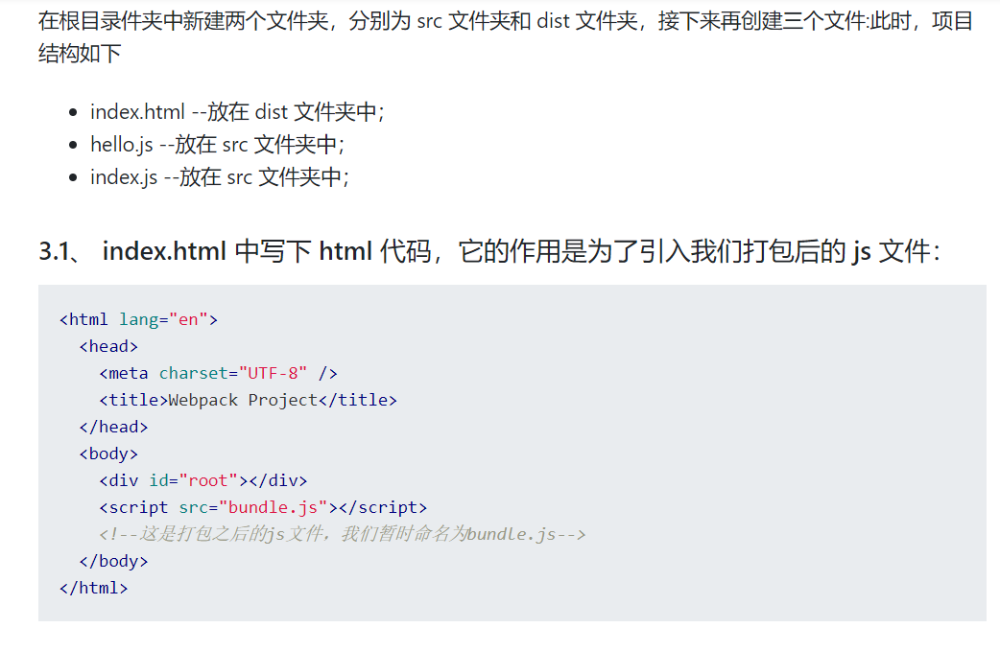 在根目录件夹中新建两个文件夹，分别为 src 文件夹和 dist 文件夹，接下来再创建三个文件:此时，项目
结构如下
• index.html --放在 dist 文件夹中；
• hello.js --放在 src 文件夹中；
• index.js --放在 src 文件夹中；
3.1、 index.html 中写下 html 代码，它的作用是为了引入我们打包后的 js 文件：
<html lang="en">
  <head>
    <meta charset="UTF-8" />
    <title>Webpack Project</title>
  </head>
  <body>
    <div id="root"></div>
    <script src="bundle.js"></script>
    <!--这是打包之后的js文件，我们暂时命名为bundle.js-->
  </body>
</html>